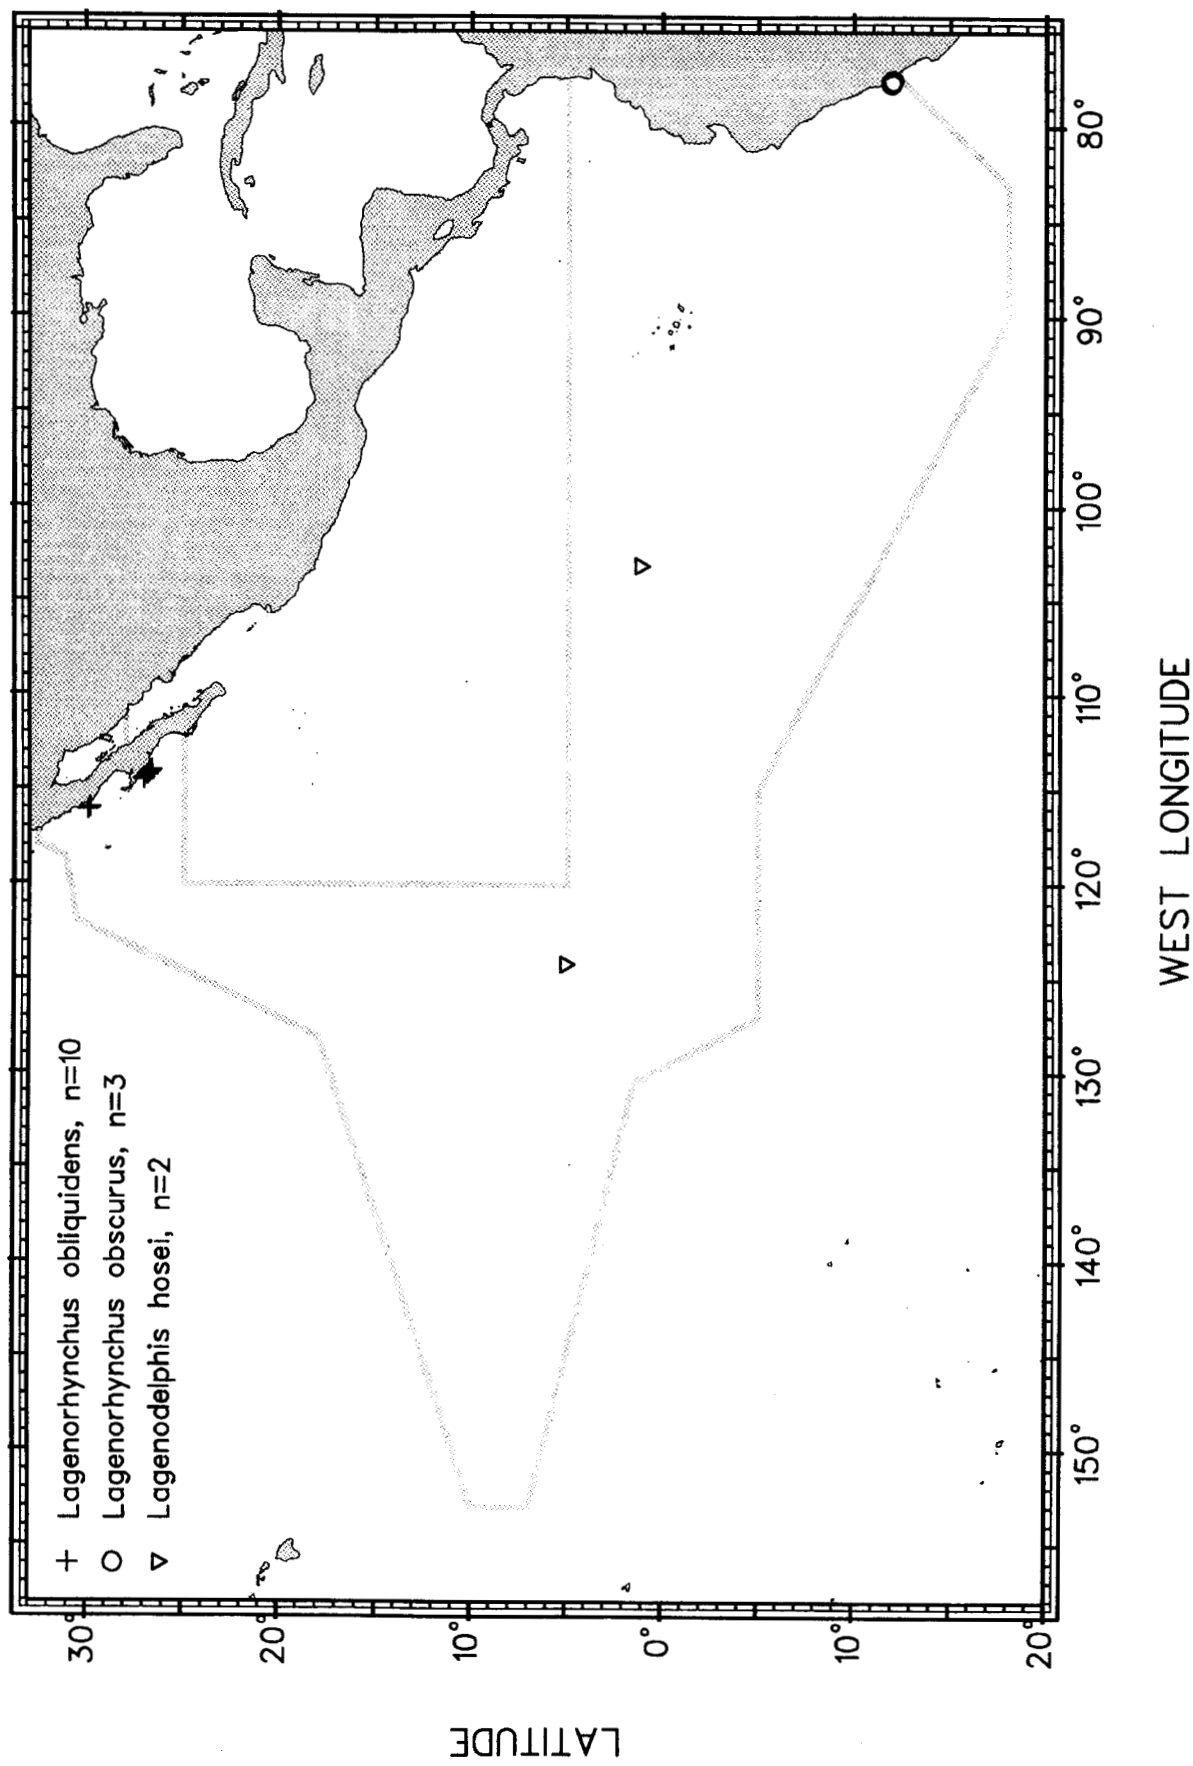 + Lagenorhynchus obliquidens, n=10
O Lagenorhynchus obscurus, n=3
▽ Lagenodelphis hosei, n=2
LATITUDE
30°
20°
10°
0°
10°
20°
150°
140°
130°
120°
110°
100°
90°
80°
WEST LONGITUDE